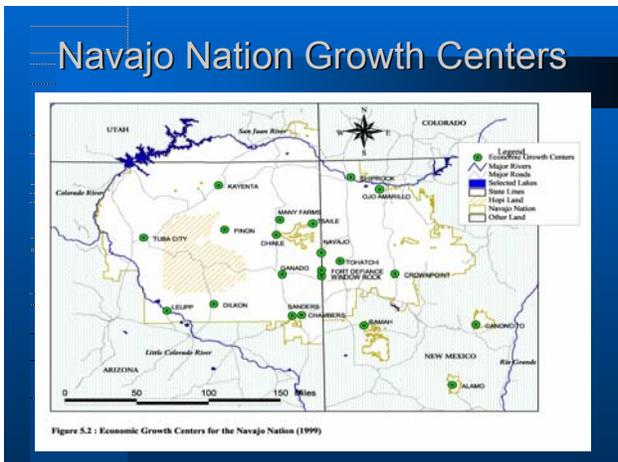 Navajo Nation Growth Centers
N
W
E
S
UTAH
San Juan River
COLORADO
Legend
Economic Growth Centers
Major Rivers
Major Roads
Selected Lakes
State Lines
Hopi Land
Navajo Nation
Other Land
Colorado River
KAYENTA
SHIPROCK
OJO AMARILLO
MANY FARMS
TSAILE
PINON
TUBA CITY
CHINLE
NAVAJO
TOHATCHI
GANADO
FORT DEFIANCE
WINDOW ROCK
CROWNPOINT
LEUPP
DILKON
SANDERS
CHAMBERS
RAMAH
CANONCITO
Little Colorado River
NEW MEXICO
Rio Grande
ARIZONA
ALAMO
0 50 100 150 Miles
Figure 5.2 : Economic Growth Centers for the Navajo Nation (1999)